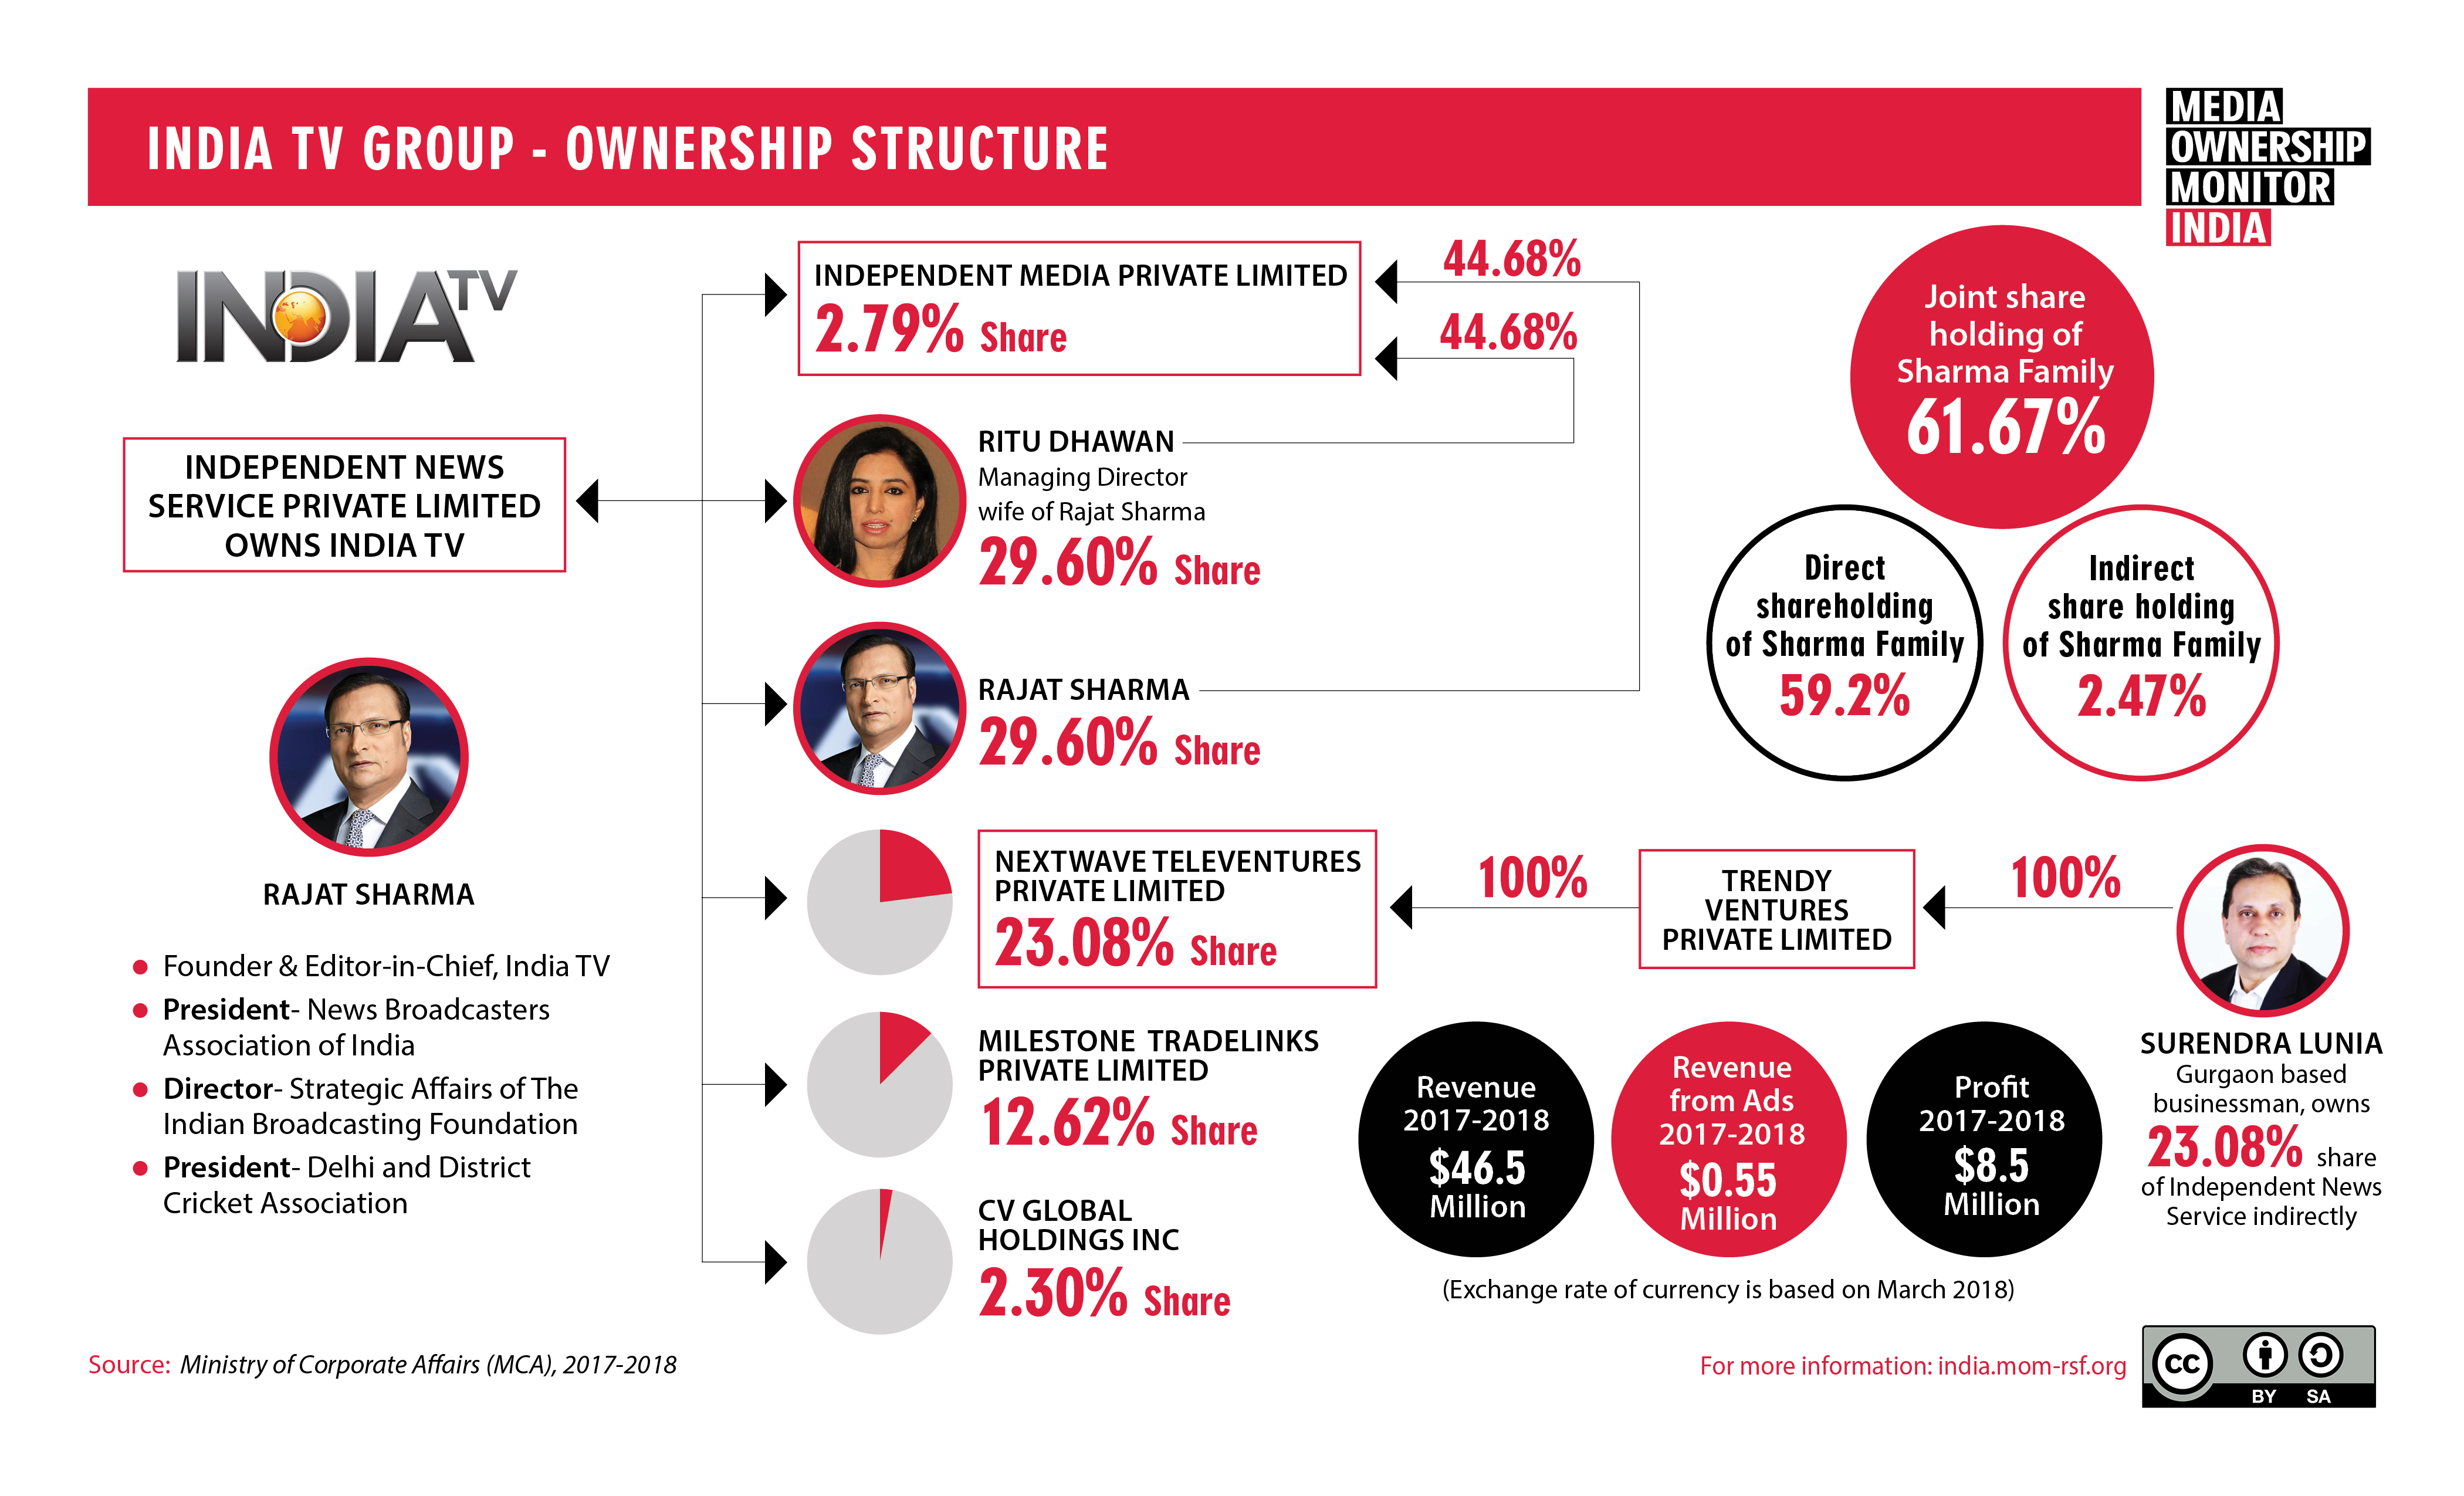 INDIA TV GROUP - OWNERSHIP STRUCTURE
MEDIA
OWNERSHIP
MONITOR
INDIA
INDIA TV
INDEPENDENT NEWS
SERVICE PRIVATE LIMITED
OWNS INDIA TV
RAJAT SHARMA
Founder & Editor-in-Chief, India TV
President- News Broadcasters
Association of India
Director- Strategic Affairs of The
Indian Broadcasting Foundation
President- Delhi and District
Cricket Association
INDEPENDENT MEDIA PRIVATE LIMITED
2.79% Share
44.68%
44.68%
RITU DHAWAN
Managing Director
wife of Rajat Sharma
29.60% Share
RAJAT SHARMA
29.60% Share
NEXTWAVE TELEVENTURES
PRIVATE LIMITED
23.08% Share
100%
TRENDY
VENTURES
PRIVATE LIMITED
100%
MILESTONE TRADELINKS
PRIVATE LIMITED
12.62% Share
CV GLOBAL
HOLDINGS INC
2.30% Share
Joint share
holding of
Sharma Family
61.67%
Direct
shareholding
of Sharma Family
59.2%
Indirect
share holding
of Sharma Family
2.47%
SURENDRA LUNIA
Gurgaon based
businessman, owns
23.08% share
of Independent News
Service indirectly
Revenue
2017-2018
$46.5
Million
Revenue
from Ads
2017-2018
$0.55
Million
Profit
2017-2018
$8.5
Million
(Exchange rate of currency is based on March 2018)
Source: Ministry of Corporate Affairs (MCA), 2017-2018
For more information: india.mom-rsf.org
cc
BY SA